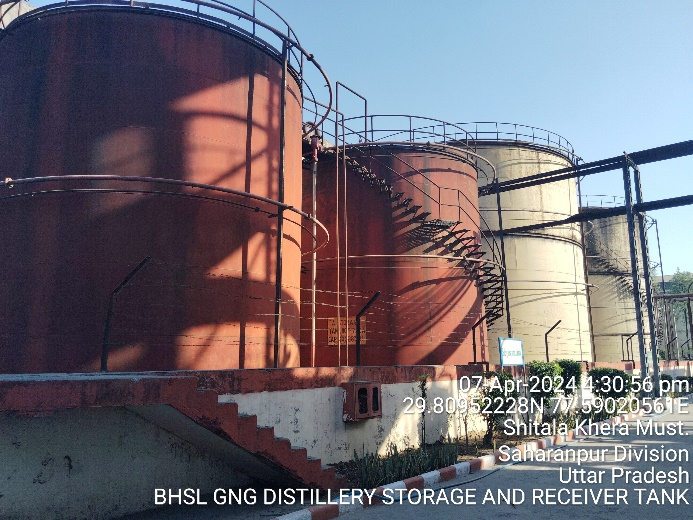 07-Apr-2024 4:30:56 pm
29.80952228N 77.59020561E
Shitala Khera Must.
Saharanpur Division
Uttar Pradesh
BHSL GNG DISTILLERY STORAGE AND RECEIVER TANK